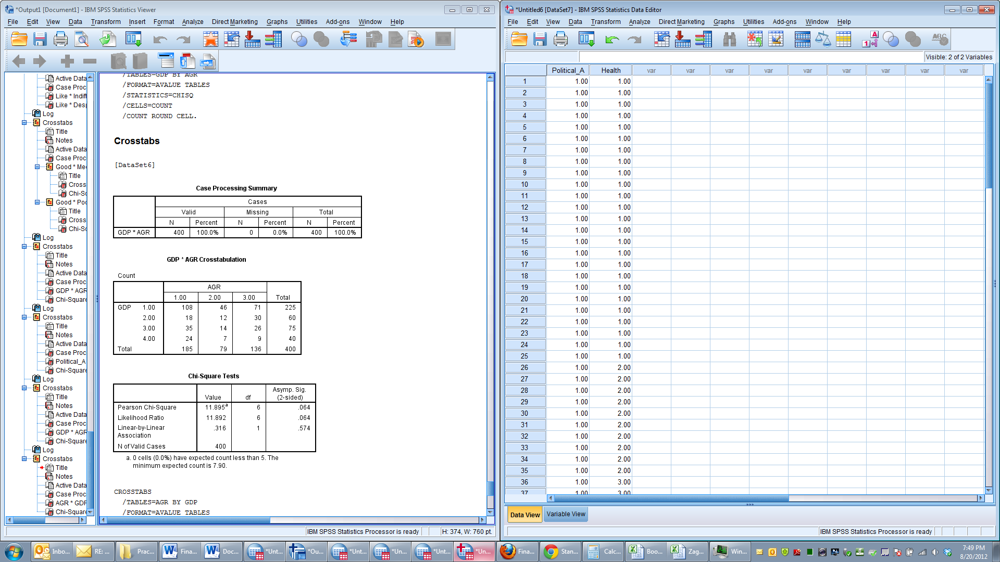 *Output1 [Document1] - IBM SPSS Statistics Viewer
File Edit View Data Transform Insert Format Analyze Direct Marketing Graphs Utilities Add-ons Window Help
Active Data
Case Proc
Like * Indiff
Like * Desp
Log
Crosstabs
Title
Notes
Active Data
Case Proc
Good * Me
Title
Cross
Chi-S
Good * Poo
Title
Cross
Chi-S
Log
Crosstabs
Title
Notes
Active Data
Case Proc
GDP * AGR
Chi-Square
Log
Crosstabs
Title
Notes
Active Data
Case Proc
Political_A
Chi-Square
Log
Crosstabs
Title
Notes
Active Data
Case Proc
GDP * AGR
Chi-Square
Log
Crosstabs
Title
Notes
Active Data
Case Proc
AGR * GDP
Chi-Square
/TABLES=GDP BY AGR
/FORMAT=AVALUE TABLES
/STATISTICS=CHISQ
/CELLS=COUNT
/COUNT ROUND CELL.
Crosstabs
[DataSet6]
Case Processing Summary
Cases
Valid Missing Total
N Percent N Percent N Percent
GDP * AGR 400 100.0% 0 0.0% 400 100.0%
GDP * AGR Crosstabulation
Count
AGR
1.00 2.00 3.00 Total
GDP 1.00 108 46 71 225
2.00 18 12 30 60
3.00 35 14 26 75
4.00 24 7 9 40
Total 185 79 136 400
Chi-Square Tests
Value df Asymp. Sig. (2-sided)
Pearson Chi-Square 11.895a 6 .064
Likelihood Ratio 11.892 6 .064
Linear-by-Linear Association .316 1 .574
N of Valid Cases 400
a. 0 cells (0.0%) have expected count less than 5. The
minimum expected count is 7.90.
CROSSTABS
/TABLES=AGR BY GDP
/FORMAT=AVALUE TABLES
IBM SPSS Statistics Processor is ready H: 374, W: 760 pt.
*Untitled6 [DataSet7] - IBM SPSS Statistics Data Editor
File Edit View Data Transform Analyze Direct Marketing Graphs Utilities Add-ons Window Help
Visible: 2 of 2 Variables
Political_A Health var var var var var var var var var
1 1.00 1.00
2 1.00 1.00
3 1.00 1.00
4 1.00 1.00
5 1.00 1.00
6 1.00 1.00
7 1.00 1.00
8 1.00 1.00
9 1.00 1.00
10 1.00 1.00
11 1.00 1.00
12 1.00 1.00
13 1.00 1.00
14 1.00 1.00
15 1.00 1.00
16 1.00 1.00
17 1.00 1.00
18 1.00 1.00
19 1.00 1.00
20 1.00 1.00
21 1.00 1.00
22 1.00 1.00
23 1.00 1.00
24 1.00 1.00
25 1.00 1.00
26 1.00 2.00
27 1.00 2.00
28 1.00 2.00
29 1.00 2.00
30 1.00 2.00
31 1.00 2.00
32 1.00 2.00
33 1.00 2.00
34 1.00 2.00
35 1.00 2.00
36 1.00 3.00
37 1.00 3.00
Data View Variable View
IBM SPSS Statistics Processor is ready
Inbo... RE: ... Prac... Fina... Doc... *Unt... *Ou... *Unt... *Un... *Unt... *Un... Fina... Stan... Calc... Boo... Zag... Win...
7:49 PM
8/20/2012